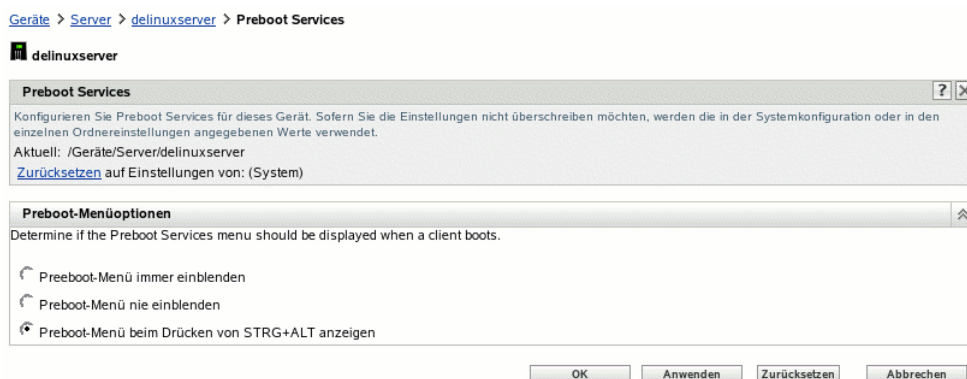 Geräte > Server > delinuxserver > Preboot Services
delinuxserver
Preboot Services ?
Konfigurieren Sie Preboot Services für dieses Gerät. Sofern Sie die Einstellungen nicht überschreiben möchten, werden die in der Systemkonfiguration oder in den
einzelnen Ordnereinstellungen angegebenen Werte verwendet.
Aktuell: /Geräte/Server/delinuxserver
Zurücksetzen auf Einstellungen von: (System)
Preboot-Menüoptionen
Determine if the Preboot Services menu should be displayed when a client boots.
Preeboot-Menü immer einblenden
Preboot-Menü nie einblenden
Preboot-Menü beim Drücken von STRG+ALT anzeigen
OK Anwenden Zurücksetzen Abbrechen